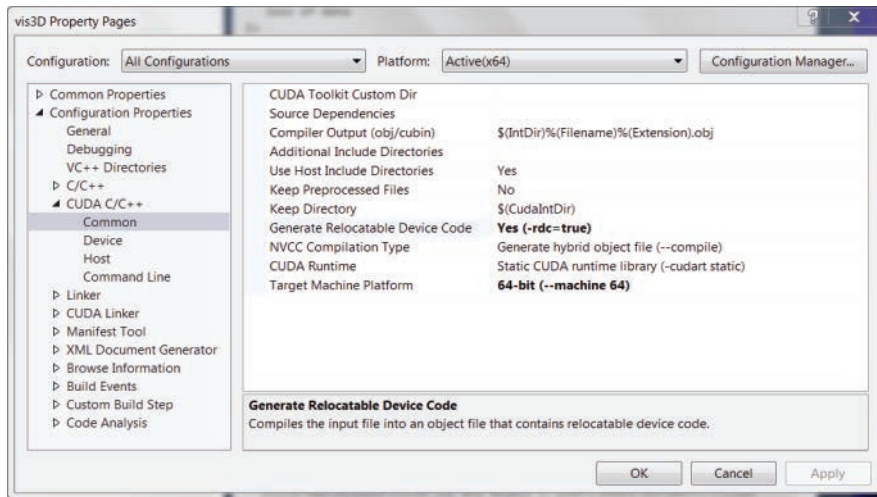 loss of data
vis3D Property Pages
Configuration: All Configurations Platform: Active(x64) Configuration Manager...
Common Properties
Configuration Properties
General
Debugging
VC++ Directories
C/C++
CUDA C/C++
Common
Device
Host
Command Line
Linker
CUDA Linker
Manifest Tool
XML Document Generator
Browse Information
Build Events
Custom Build Step
Code Analysis
CUDA Toolkit Custom Dir
Source Dependencies
Compiler Output (obj/cubin) $(IntDir)%(Filename)%(Extension).obj
Additional Include Directories
Use Host Include Directories Yes
Keep Preprocessed Files No
Keep Directory $(CudaIntDir)
Generate Relocatable Device Code Yes (-rdc=true)
NVCC Compilation Type Generate hybrid object file (--compile)
CUDA Runtime Static CUDA runtime library (-cudart static)
Target Machine Platform 64-bit (--machine 64)
Generate Relocatable Device Code
Compiles the input file into an object file that contains relocatable device code.
OK Cancel Apply